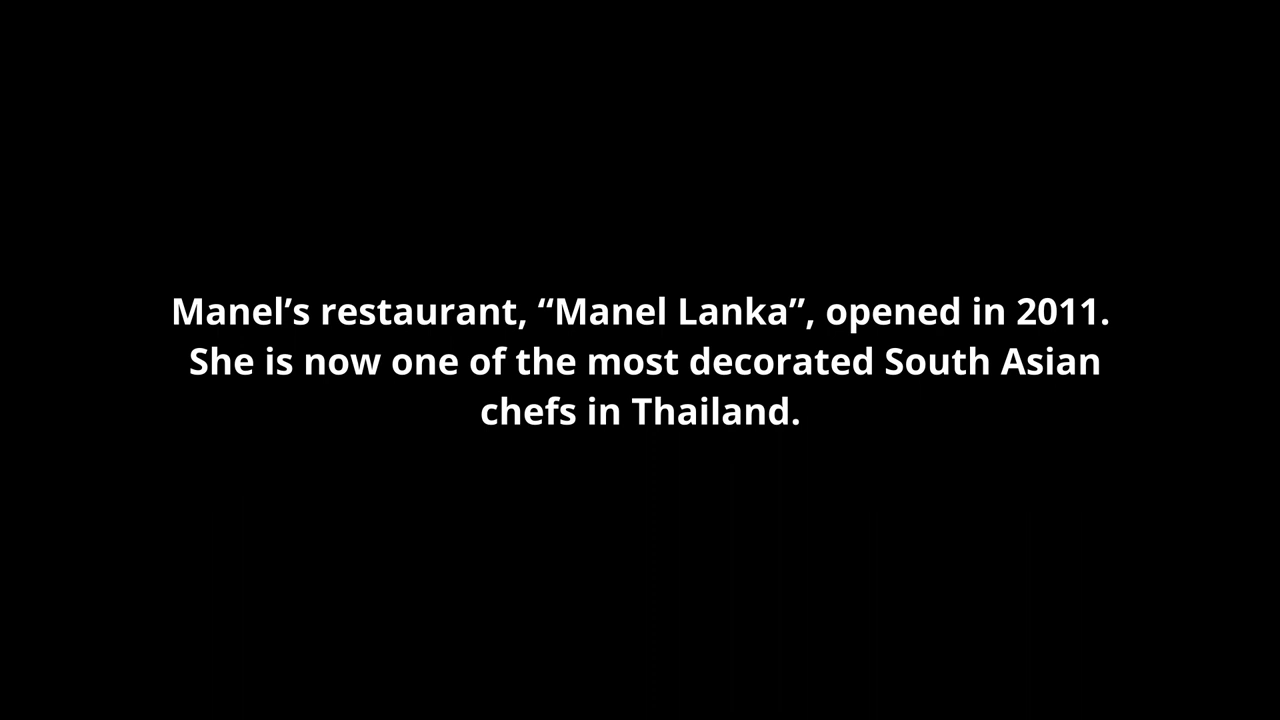 Manel’s restaurant, “Manel Lanka”, opened in 2011.
She is now one of the most decorated South Asian
chefs in Thailand.